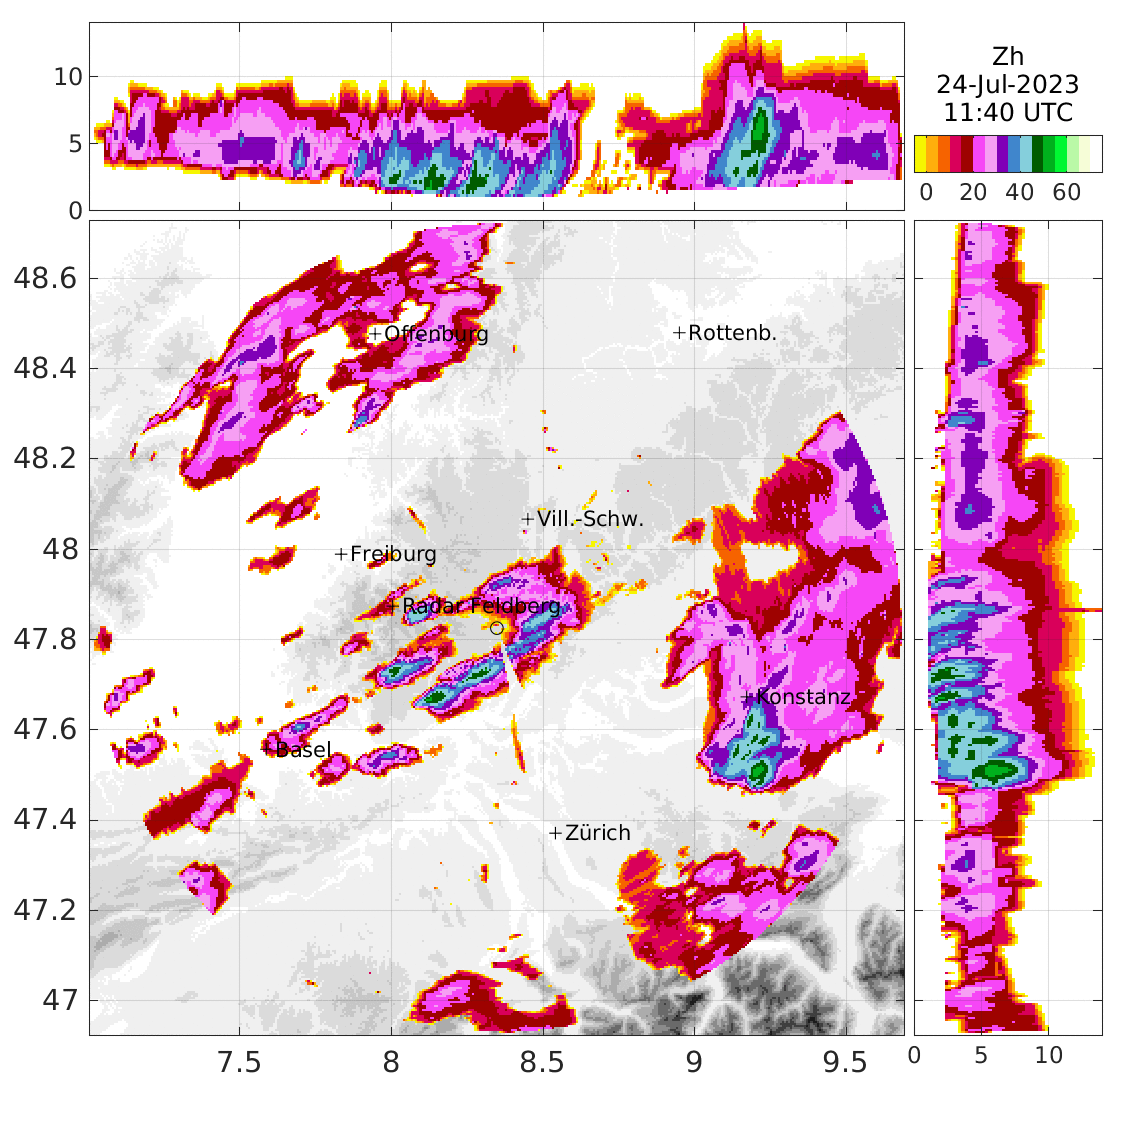 10
5
0
Zh
24-Jul-2023
11:40 UTC
0 20 40 60
48.6
48.4
48.2
48
47.8
47.6
47.4
47.2
47
+Offenburg
+Rottenb.
+Vill.-Schw.
+Freiburg
+Radar Feldberg
+Konstanz
+Basel
+Zürich
7.5 8 8.5 9 9.5
0 5 10